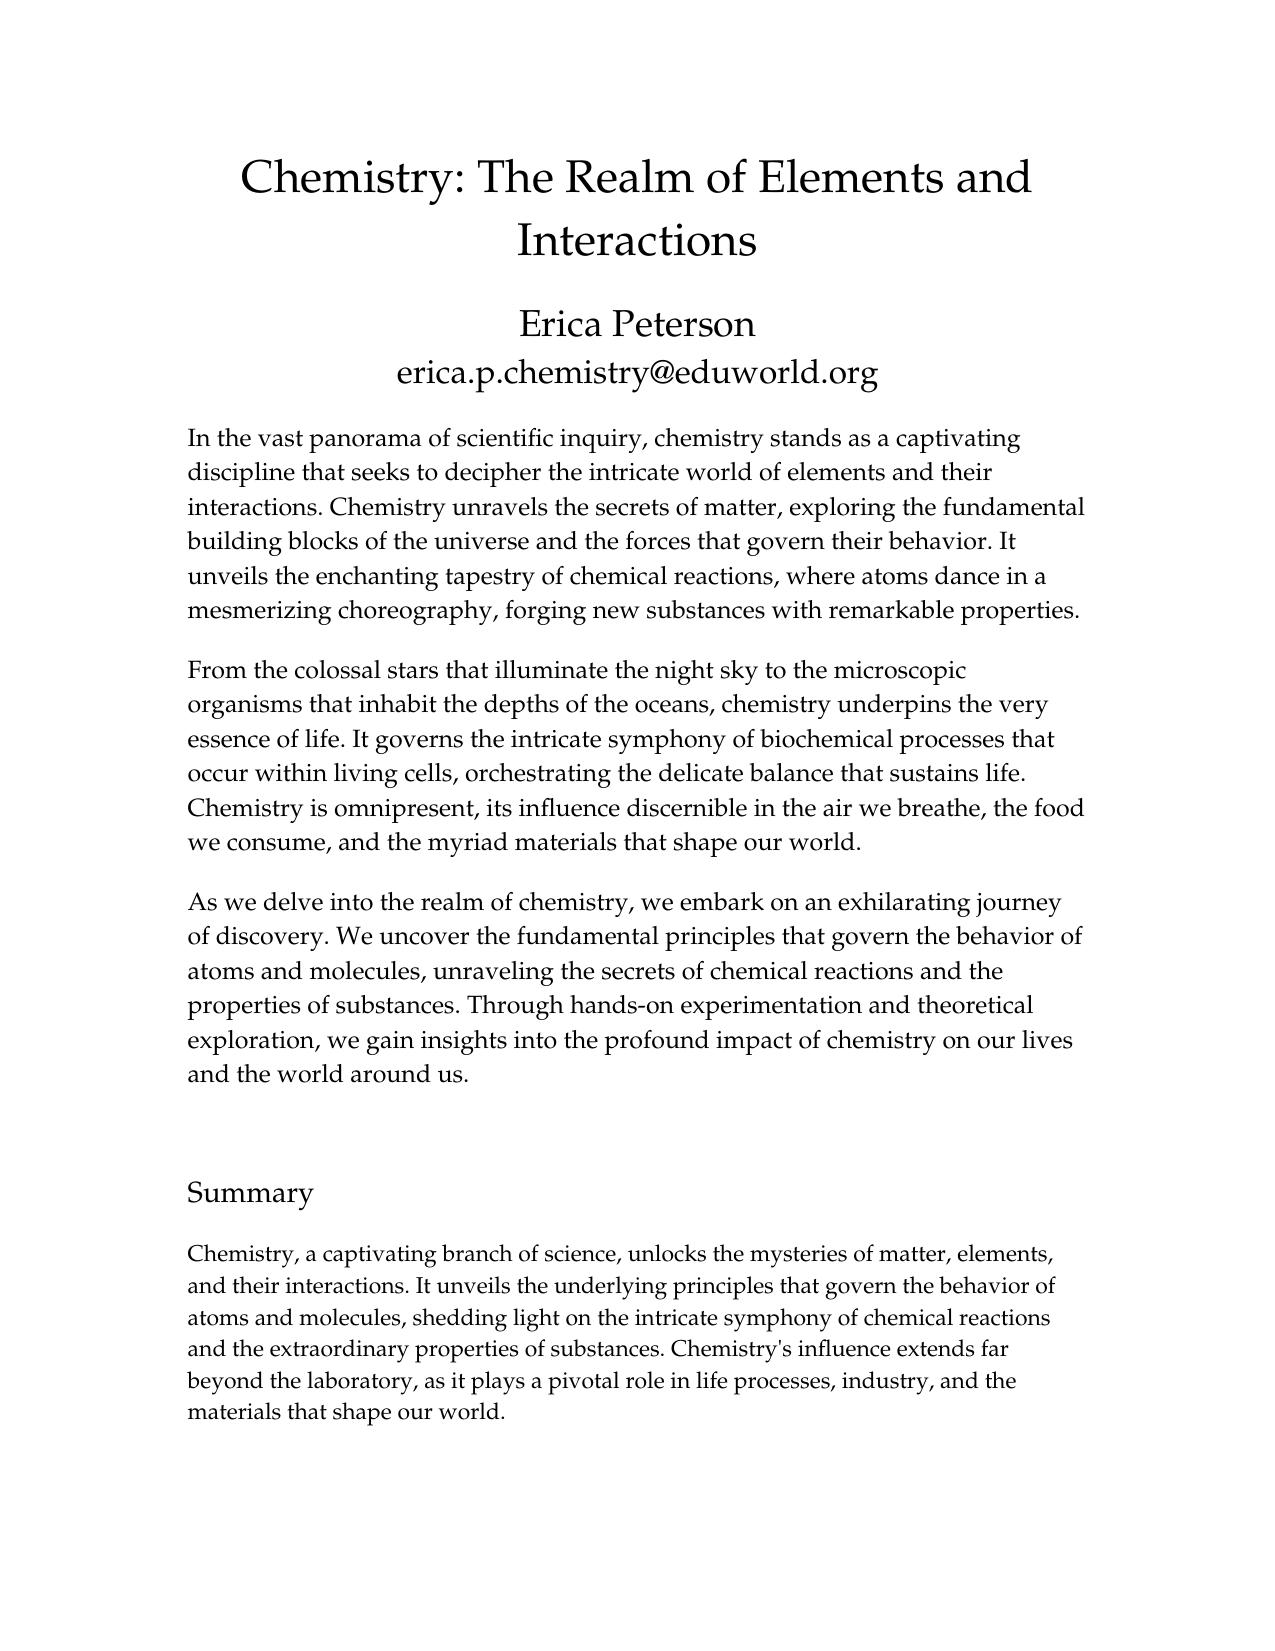 Chemistry: The Realm of Elements and
Interactions
Erica Peterson
erica.p.chemistry@eduworld.org
In the vast panorama of scientific inquiry, chemistry stands as a captivating
discipline that seeks to decipher the intricate world of elements and their
interactions. Chemistry unravels the secrets of matter, exploring the fundamental
building blocks of the universe and the forces that govern their behavior. It
unveils the enchanting tapestry of chemical reactions, where atoms dance in a
mesmerizing choreography, forging new substances with remarkable properties.
From the colossal stars that illuminate the night sky to the microscopic
organisms that inhabit the depths of the oceans, chemistry underpins the very
essence of life. It governs the intricate symphony of biochemical processes that
occur within living cells, orchestrating the delicate balance that sustains life.
Chemistry is omnipresent, its influence discernible in the air we breathe, the food
we consume, and the myriad materials that shape our world.
As we delve into the realm of chemistry, we embark on an exhilarating journey
of discovery. We uncover the fundamental principles that govern the behavior of
atoms and molecules, unraveling the secrets of chemical reactions and the
properties of substances. Through hands-on experimentation and theoretical
exploration, we gain insights into the profound impact of chemistry on our lives
and the world around us.
Summary
Chemistry, a captivating branch of science, unlocks the mysteries of matter, elements,
and their interactions. It unveils the underlying principles that govern the behavior of
atoms and molecules, shedding light on the intricate symphony of chemical reactions
and the extraordinary properties of substances. Chemistry's influence extends far
beyond the laboratory, as it plays a pivotal role in life processes, industry, and the
materials that shape our world.